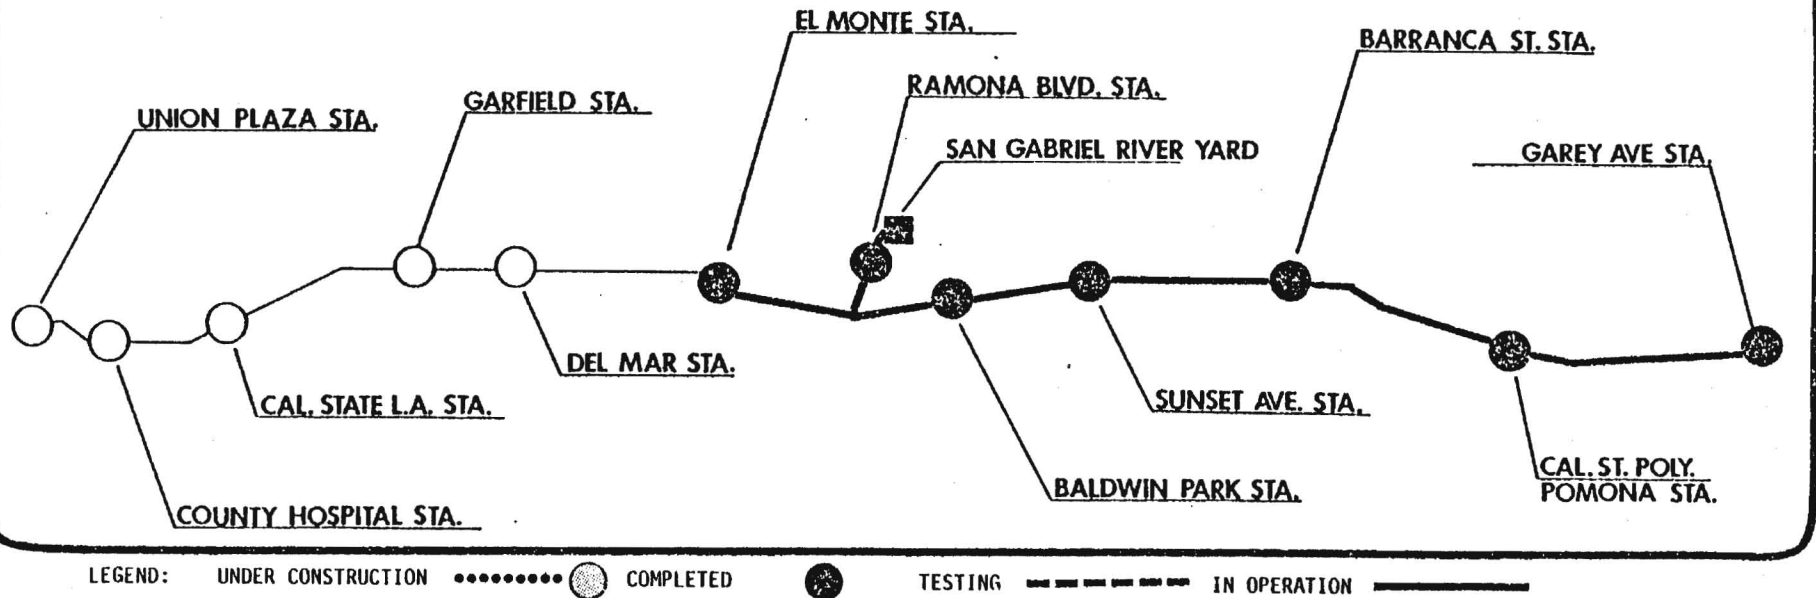 EL MONTE STA.
BARRANCA ST. STA.
RAMONA BLVD. STA.
GARFIELD STA.
UNION PLAZA STA.
SAN GABRIEL RIVER YARD
GAREY AVE STA.
DEL MAR STA.
CAL. STATE L.A. STA.
SUNSET AVE. STA.
CAL. ST. POLY.
POMONA STA.
BALDWIN PARK STA.
COUNTY HOSPITAL STA.
LEGEND: UNDER CONSTRUCTION COMPLETED TESTING IN OPERATION